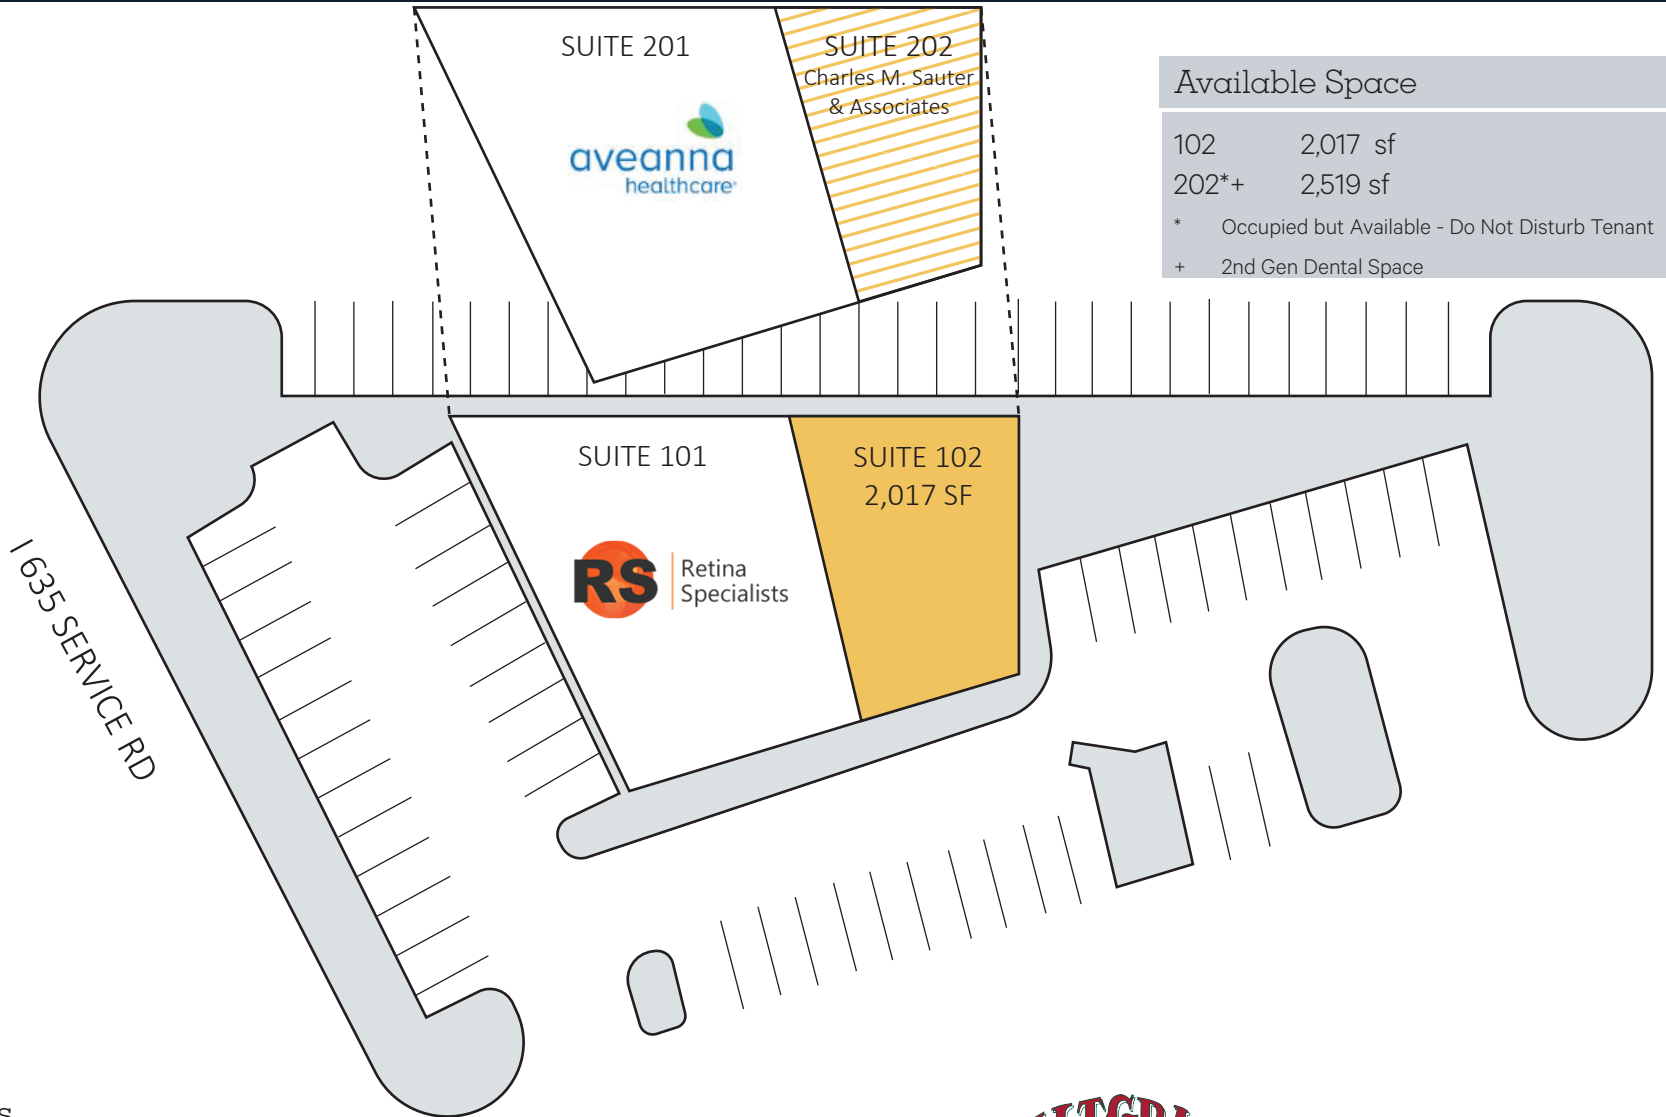 SUITE 201
aveanna
healthcare
SUITE 202
Charles M. Sauter
& Associates
Available Space
102 2,017 sf
202*+ 2,519 sf
* Occupied but Available - Do Not Disturb Tenant
+ 2nd Gen Dental Space
SUITE 101
RS Retina
Specialists
SUITE 102
2,017 SF
I 635 SERVICE RD